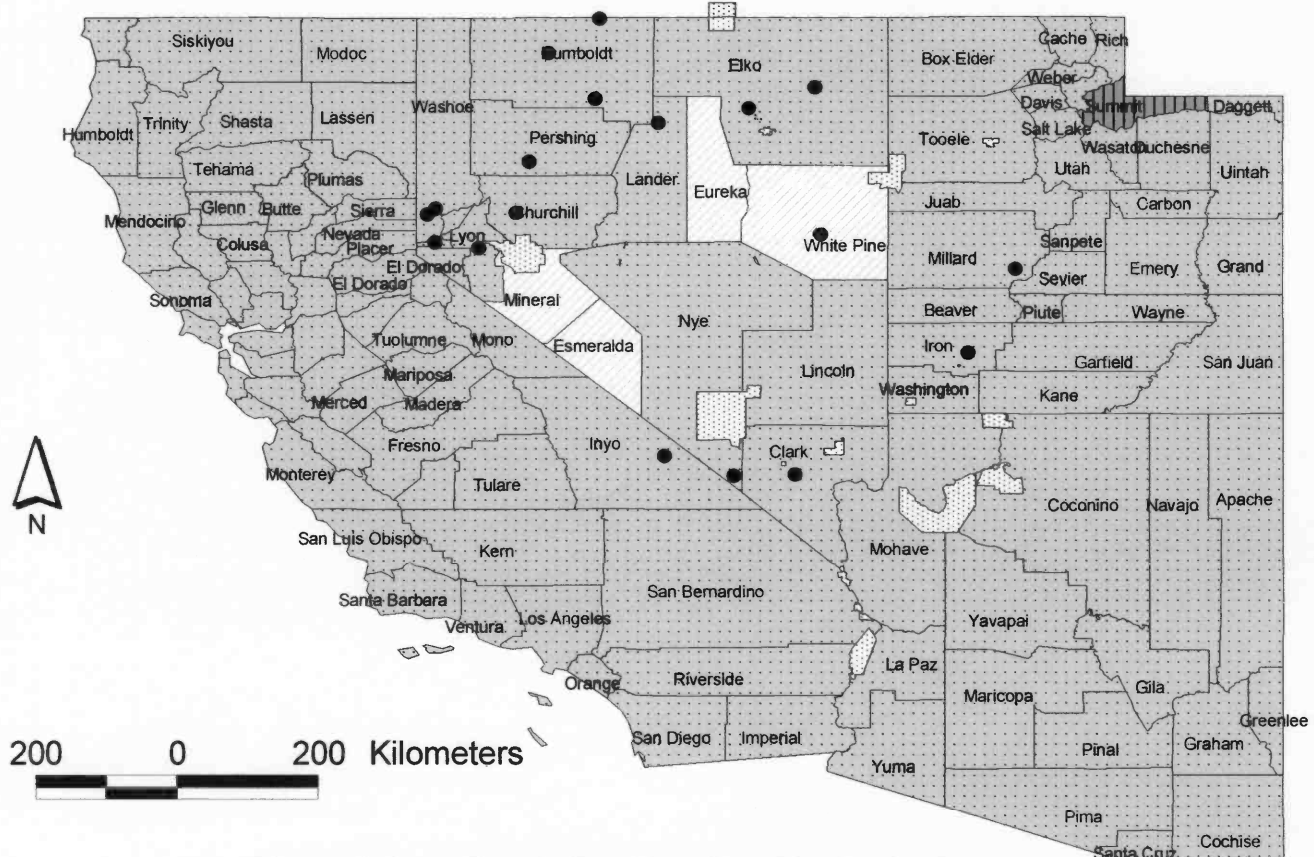 Siskiyou
Modoc
Humboldt
Elko
Box Elder
Cache
Rich
Weber
Davis
Summit
Daggett
Salt Lake
Washoe
Humboldt
Trinity
Shasta
Lassen
Pershing
Tooele
Wasatch
Duchesne
Utah
Uintah
Tehama
Plumas
Lander
Eureka
Juab
Carbon
Mendocino
Glenn
Butte
Sierra
Churchill
Nevada
Colusa
Placer
Lyon
White Pine
Sanpete
Millard
Sevier
Emery
Grand
El Dorado
El Dorado
Sonoma
Mineral
Nye
Beaver
Piute
Wayne
Tuolumne
Mono
Esmeralda
Iron
Garfield
San Juan
Mariposa
Lincoln
Washington
Kane
Merced
Madera
Fresno
Inyo
Clark
Monterey
Tulare
Coconino
Navajo
Apache
N
San Luis Obispo
Kern
Mohave
San Bernardino
Santa Barbara
Ventura
Los Angeles
Yavapai
La Paz
Orange
Riverside
Maricopa
Gila
Greenlee
San Diego
Imperial
Yuma
Pinal
Graham
200 0 200 Kilometers
Pima
Cochise
Santa Cruz